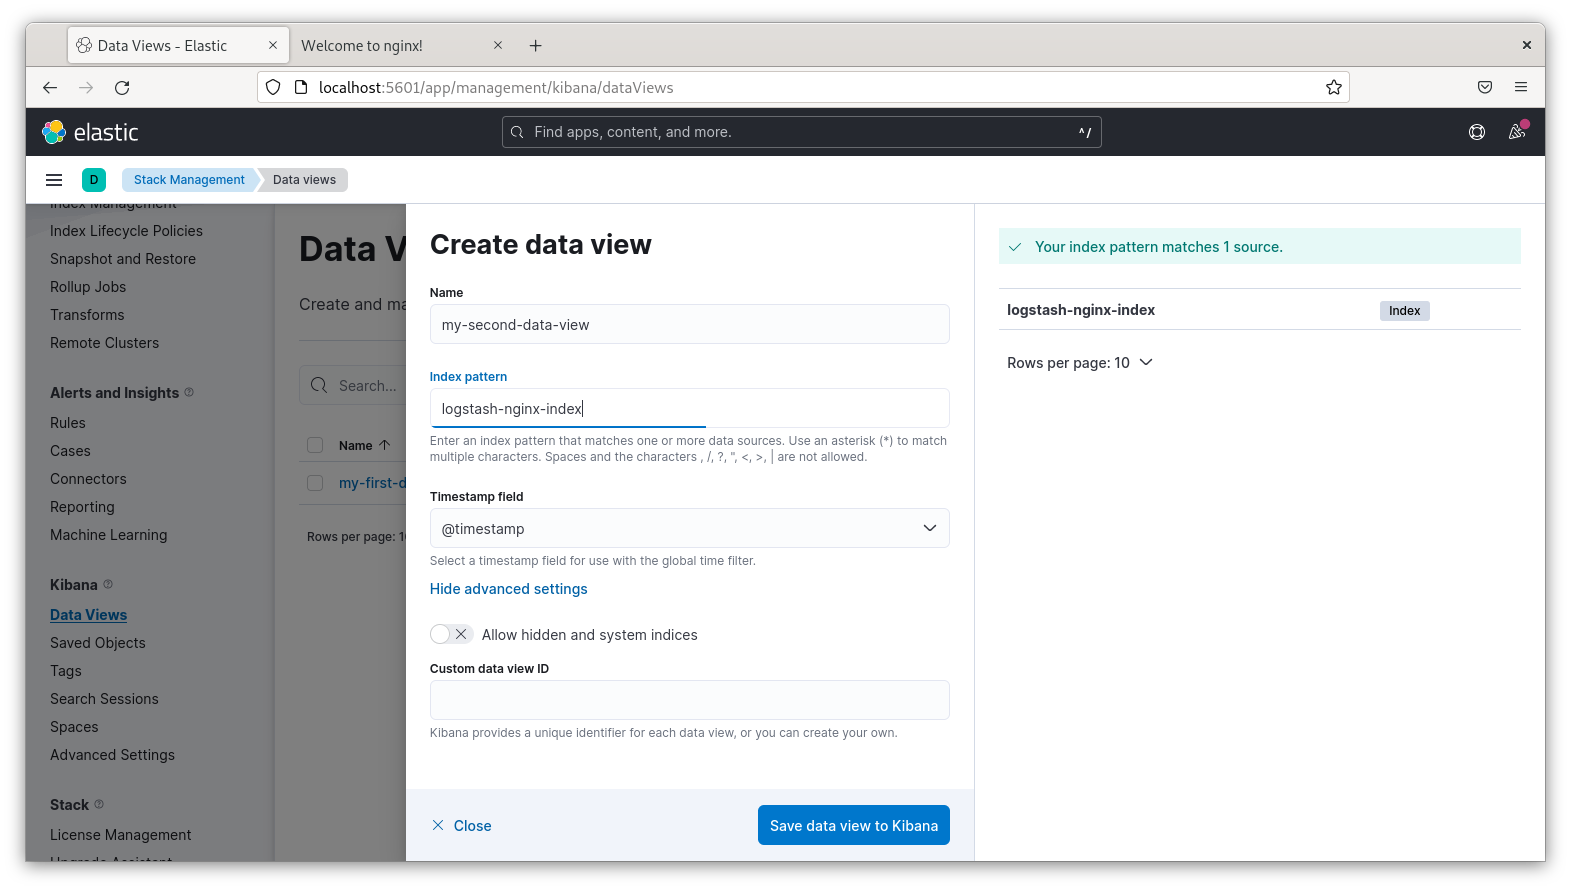 Data Views - Elastic
Welcome to nginx!
localhost:5601/app/management/kibana/dataViews
elastic
Find apps, content, and more.
^/
D
Stack Management
Data views
Index Management
Index Lifecycle Policies
Snapshot and Restore
Rollup Jobs
Transforms
Remote Clusters
Alerts and Insights
Rules
Cases
Connectors
Reporting
Machine Learning
Kibana
Data Views
Saved Objects
Tags
Search Sessions
Spaces
Advanced Settings
Stack
License Management
Upgrade Assistant
Data V
Create and ma
Search...
Name
my-first-d
Rows per page: 1
Create data view
Name
my-second-data-view
Index pattern
logstash-nginx-index
Enter an index pattern that matches one or more data sources. Use an asterisk (*) to match
multiple characters. Spaces and the characters , /, ?, ", <, >, | are not allowed.
Timestamp field
@timestamp
Select a timestamp field for use with the global time filter.
Hide advanced settings
Allow hidden and system indices
Custom data view ID
Kibana provides a unique identifier for each data view, or you can create your own.
Close
Save data view to Kibana
Your index pattern matches 1 source.
logstash-nginx-index
Index
Rows per page: 10